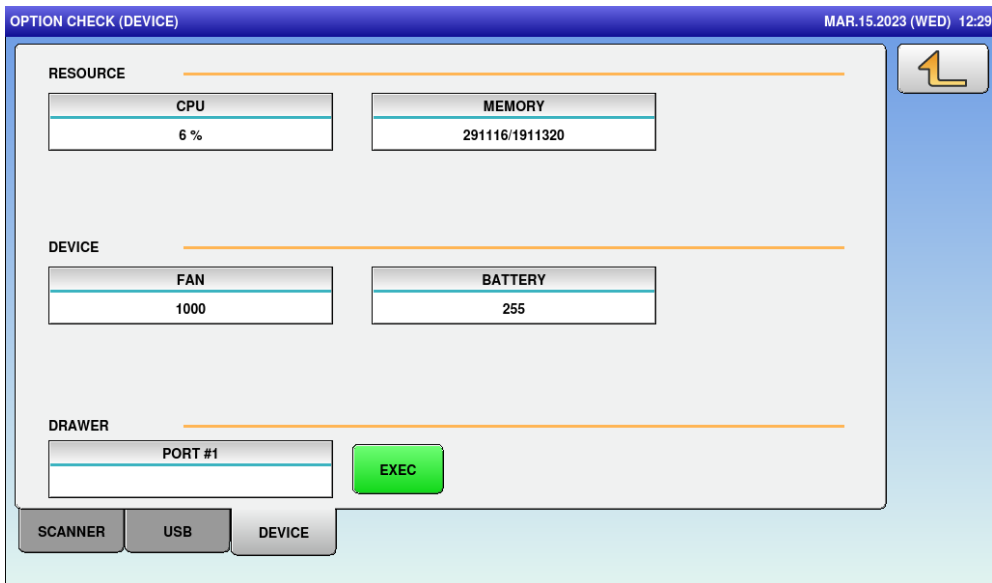 OPTION CHECK (DEVICE) MAR.15.2023 (WED) 12:29
RESOURCE
CPU MEMORY
6 % 291116/1911320
DEVICE
FAN BATTERY
1000 255
DRAWER
PORT #1
EXEC
SCANNER USB DEVICE